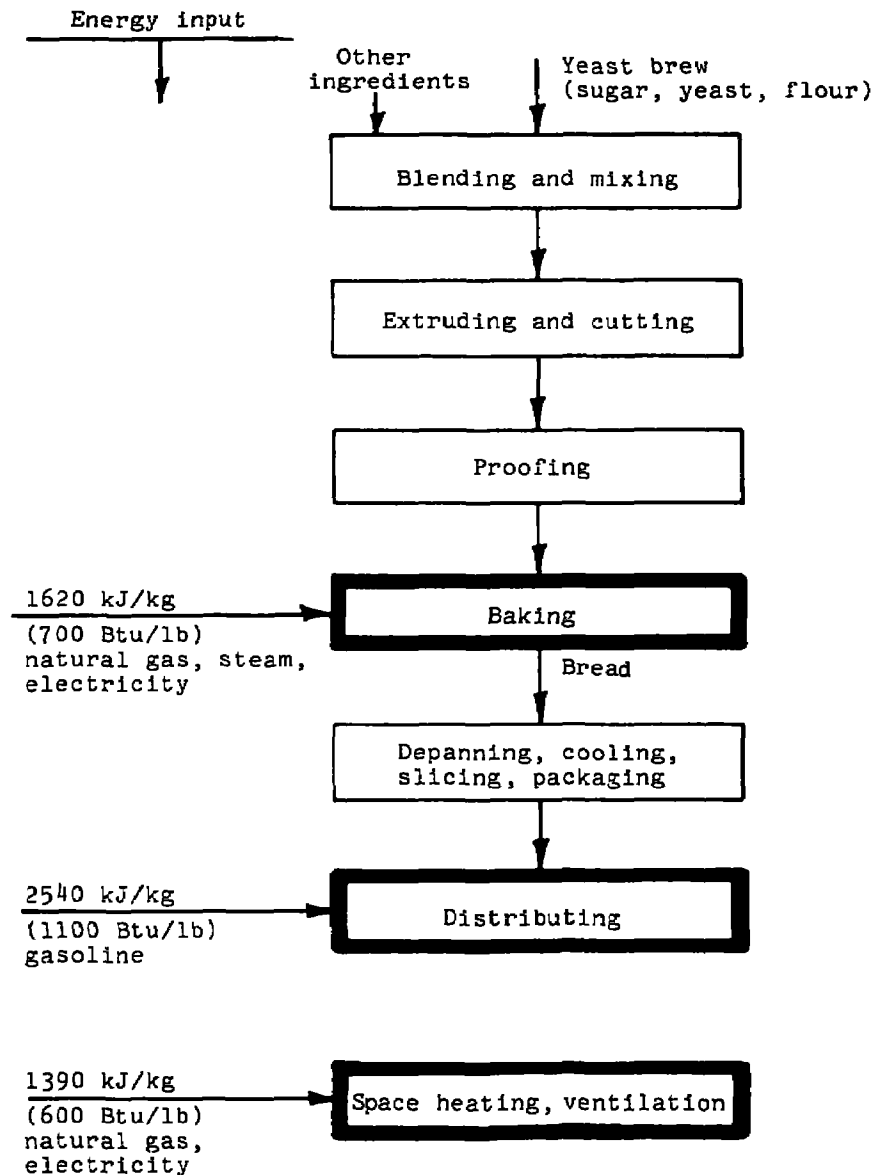 Energy input
Other
ingredients
Yeast brew
(sugar, yeast, flour)
Blending and mixing
Extruding and cutting
Proofing
1620 kJ/kg
(700 Btu/lb)
natural gas, steam,
electricity
Baking
Bread
Depanning, cooling,
slicing, packaging
2540 kJ/kg
(1100 Btu/lb)
gasoline
Distributing
1390 kJ/kg
(600 Btu/lb)
natural gas,
electricity
Space heating, ventilation